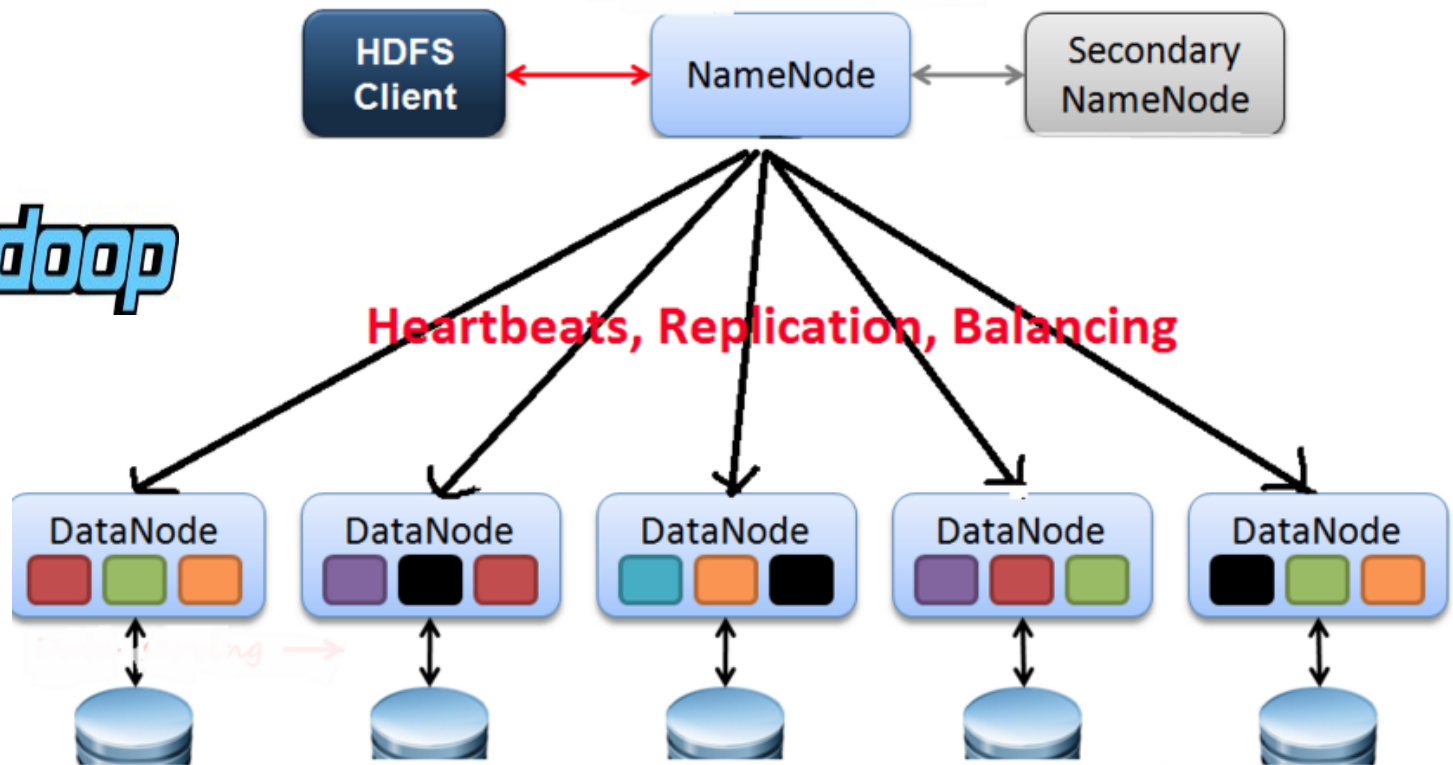 HDFS
Client
NameNode
Secondary
NameNode
doop
Heartbeats, Replication, Balancing
DataNode
DataNode
DataNode
DataNode
DataNode